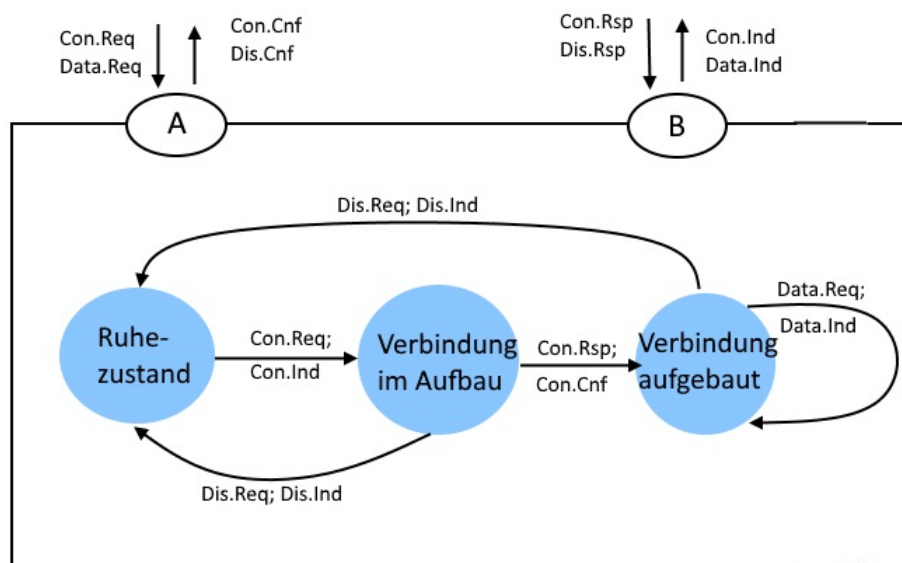 Con.Req
Data.Req
Con.Cnf
Dis.Cnf
Con.Rsp
Dis.Rsp
Con.Ind
Data.Ind
A
B
Dis.Req; Dis.Ind
Ruhe-
zustand
Con.Req;
Con.Ind
Verbindung
im Aufbau
Con.Rsp;
Con.Cnf
Verbindung
aufgebaut
Data.Req;
Data.Ind
Dis.Req; Dis.Ind